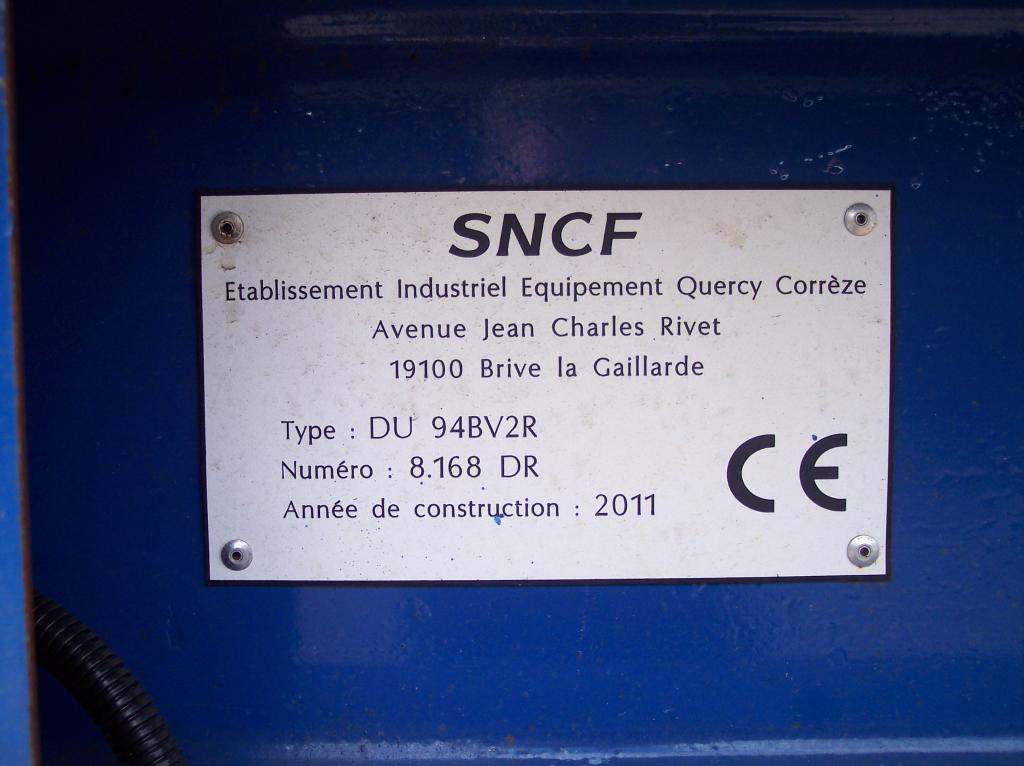 SNCF
Etablissement Industriel Equipement Quercy Corrèze
Avenue Jean Charles Rivet
19100 Brive la Gaillarde
Type : DU 94BV2R
Numéro : 8.168 DR
Année de construction : 2011
CE